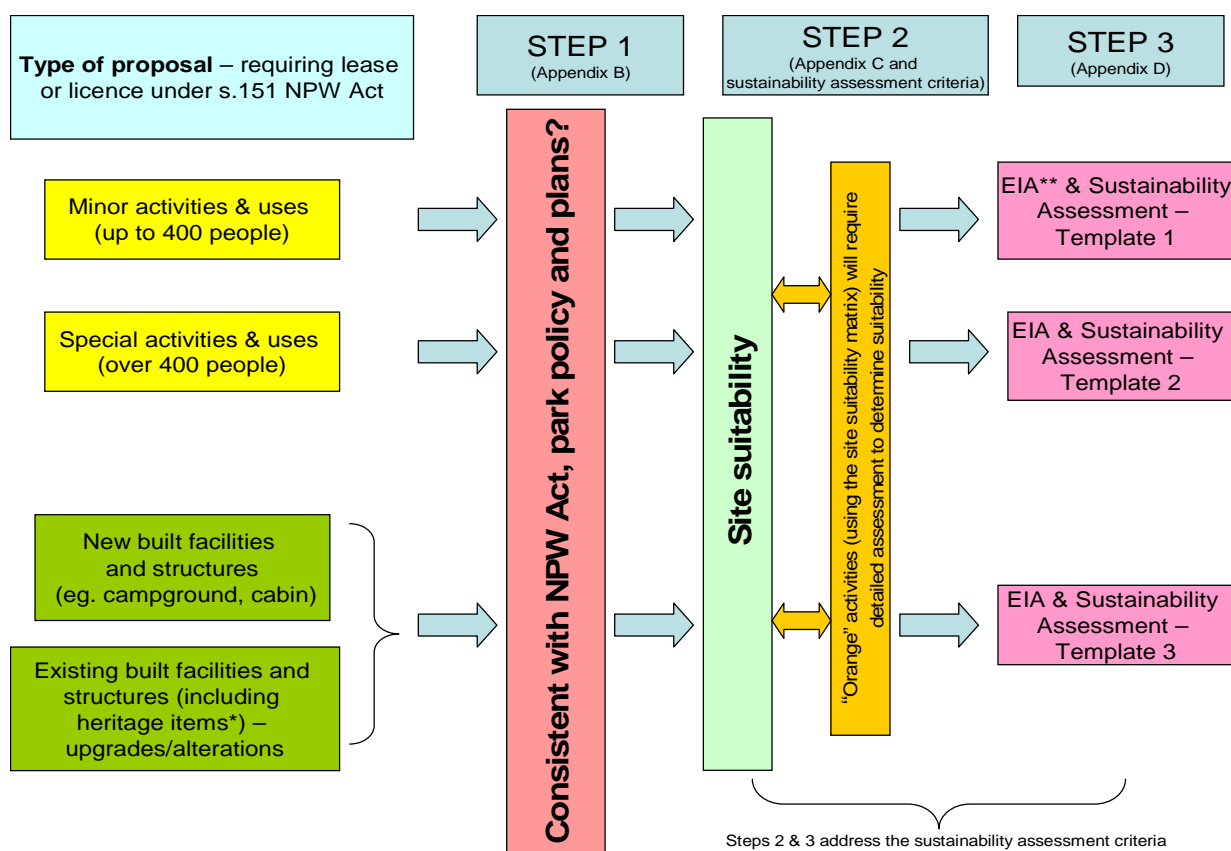 Type of proposal – requiring lease
or licence under s.151 NPW Act
STEP 1
(Appendix B)
STEP 2
(Appendix C and
sustainability assessment criteria)
STEP 3
(Appendix D)
Minor activities & uses
(up to 400 people)
Special activities & uses
(over 400 people)
New built facilities
and structures
(eg. campground, cabin)
Existing built facilities and
structures (including
heritage items*) –
upgrades/alterations
Consistent with NPW Act, park policy and plans?
Site suitability
“Orange” activities (using the site suitability matrix) will require
detailed assessment to determine suitability
EIA** & Sustainability
Assessment –
Template 1
EIA & Sustainability
Assessment –
Template 2
EIA & Sustainability
Assessment –
Template 3
Steps 2 & 3 address the sustainability assessment criteria